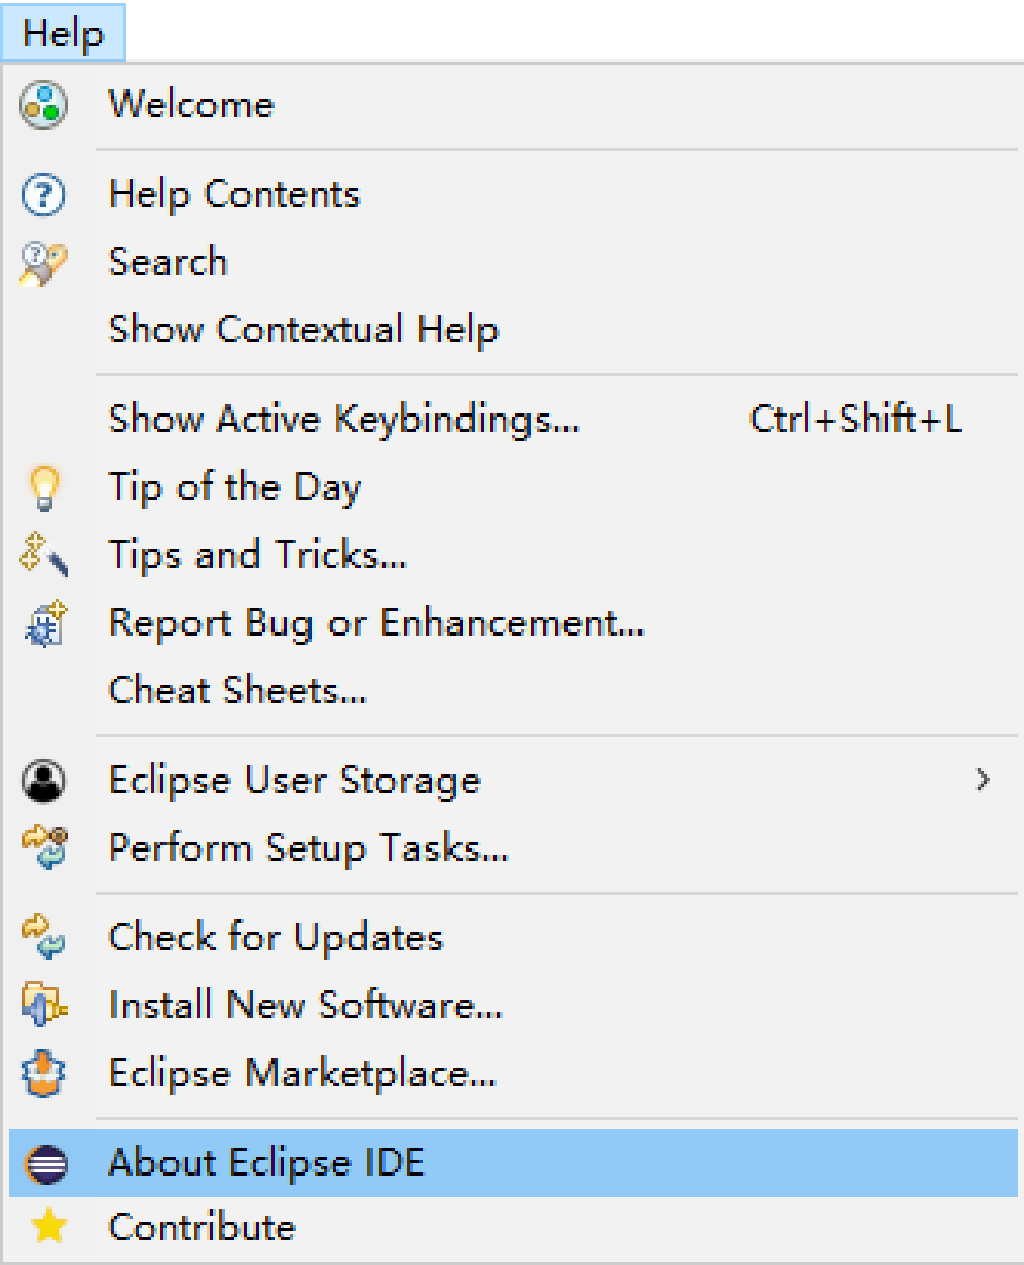 Help
Welcome
Help Contents
Search
Show Contextual Help
Show Active Keybindings... Ctrl+Shift+L
Tip of the Day
Tips and Tricks...
Report Bug or Enhancement...
Cheat Sheets...
Eclipse User Storage
Perform Setup Tasks...
Check for Updates
Install New Software...
Eclipse Marketplace...
About Eclipse IDE
Contribute